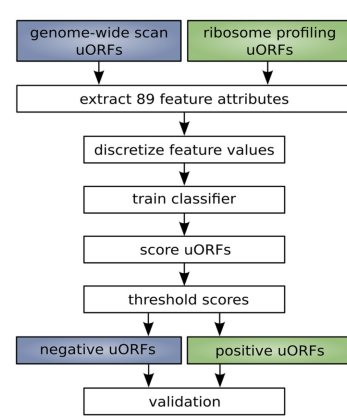 genome-wide scan
uORFs
ribosome profiling
uORFs
extract 89 feature attributes
discretize feature values
train classifier
score uORFs
threshold scores
negative uORFs
positive uORFs
validation